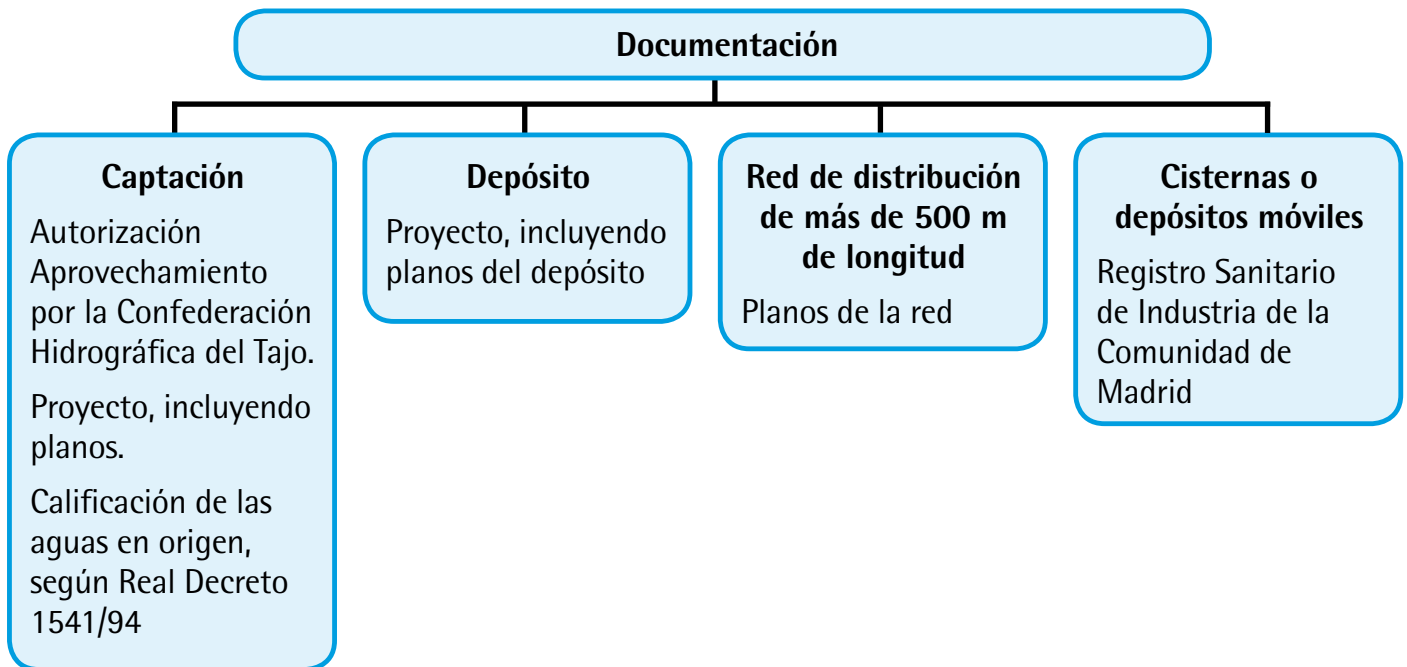 Documentación
Captación
Autorización
Aprovechamiento
por la Confederación
Hidrográfica del Tajo.
Proyecto, incluyendo
planos.
Calificación de las
aguas en origen,
según Real Decreto
1541/94
Depósito
Proyecto, incluyendo
planos del depósito
Red de distribución
de más de 500 m
de longitud
Planos de la red
Cisternas o
depósitos móviles
Registro Sanitario
de Industria de la
Comunidad de
Madrid